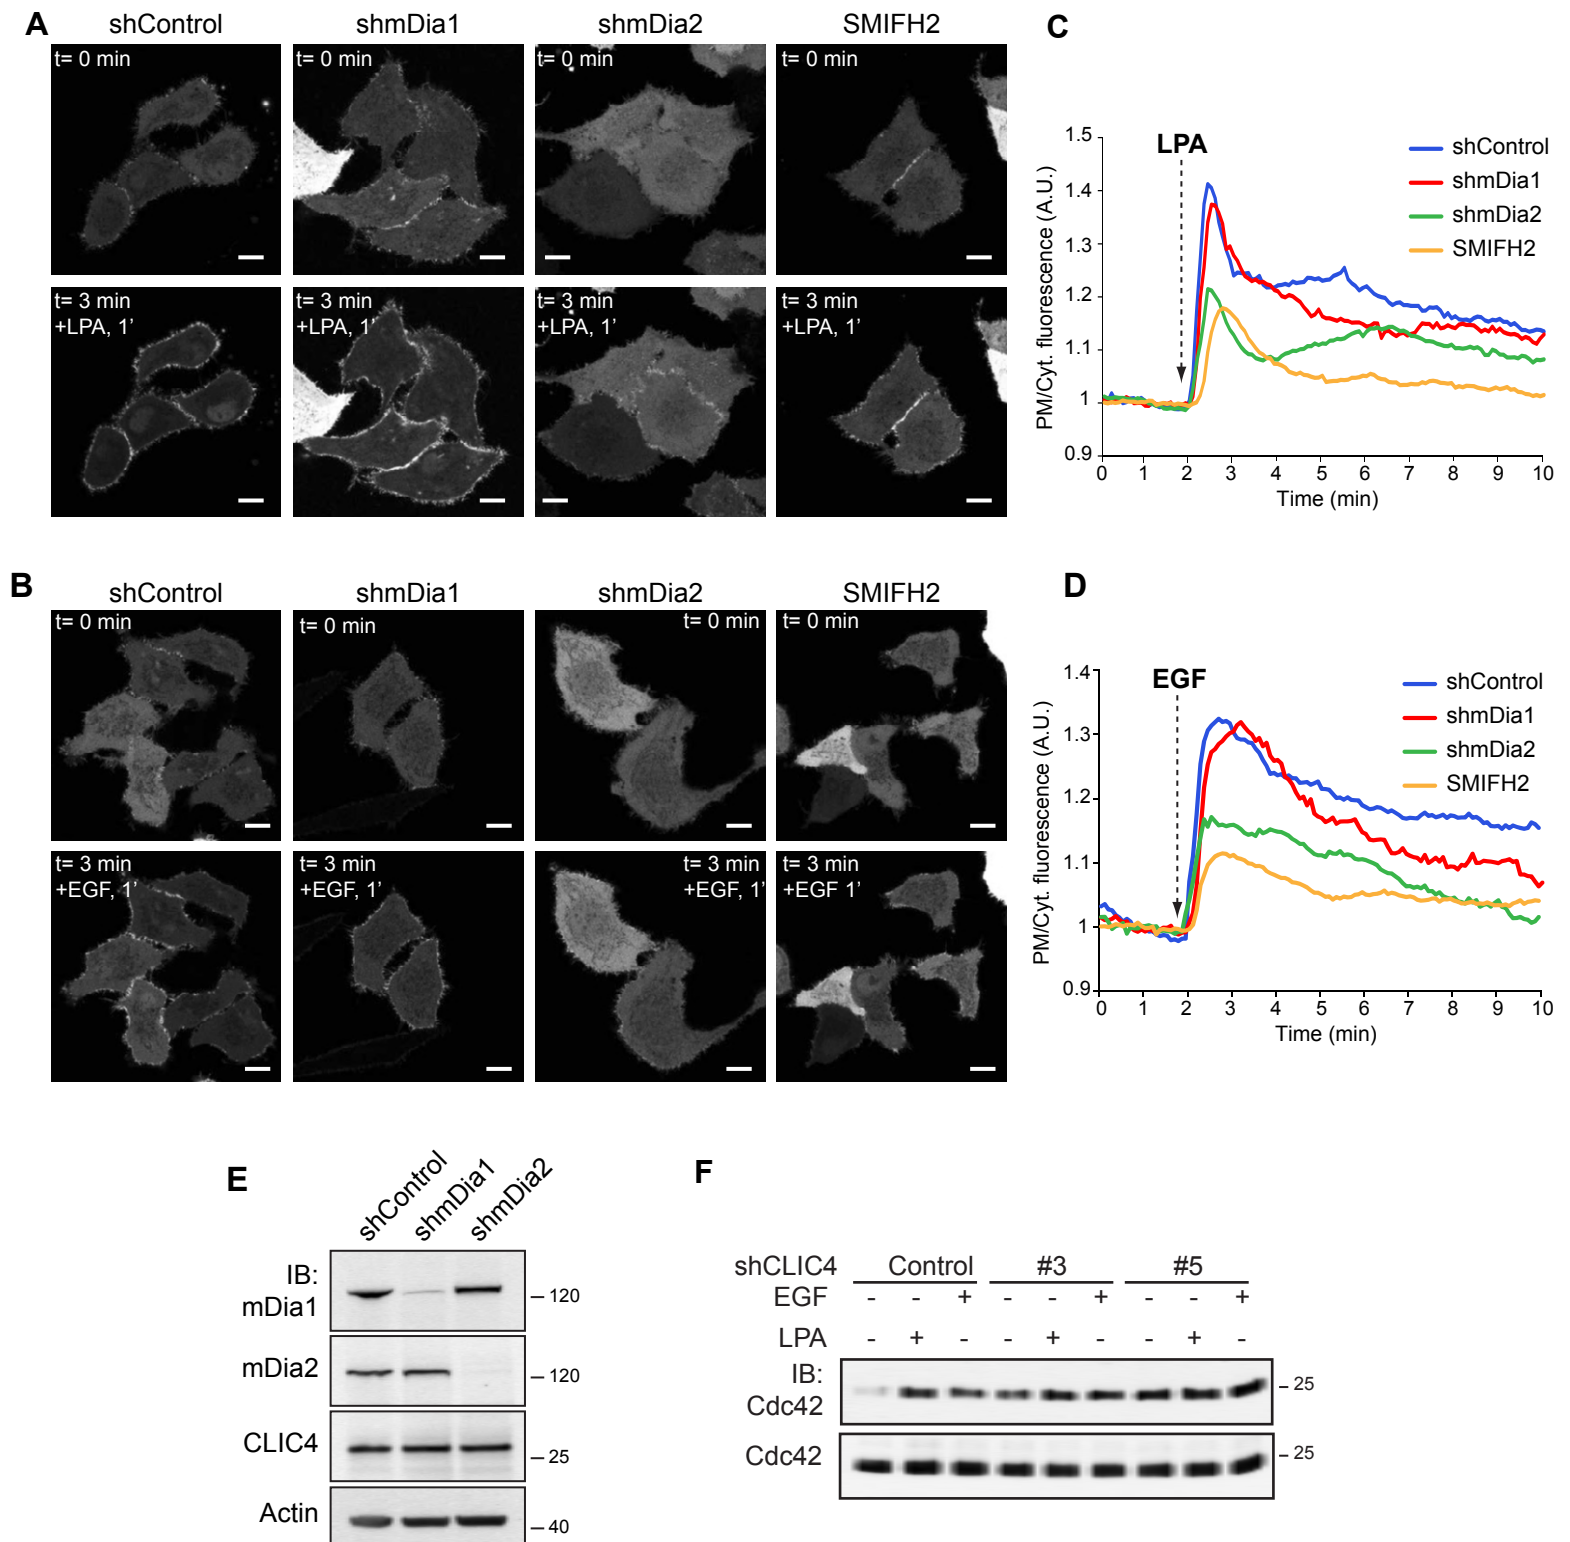 A
shControl shmDia1 shmDia2 SMIFH2
t= 0 min t= 0 min t= 0 min t= 0 min
t= 3 min t= 3 min t= 3 min t= 3 min
+LPA, 1' +LPA, 1' +LPA, 1' +LPA, 1'
B
shControl shmDia1 shmDia2 SMIFH2
t= 0 min t= 0 min t= 0 min t= 0 min
t= 3 min t= 3 min t= 3 min t= 3 min
+EGF, 1' +EGF, 1' +EGF, 1' +EGF 1'
C
PM/Cyt. fluorescence (A.U.)
1.5
1.4
1.3
1.2
1.1
1
0.9
LPA
shControl
shmDia1
shmDia2
SMIFH2
0 1 2 3 4 5 6 7 8 9 10
Time (min)
D
PM/Cyt. fluorescence (A.U.)
1.4
1.3
1.2
1.1
1
0.9
EGF
shControl
shmDia1
shmDia2
SMIFH2
0 1 2 3 4 5 6 7 8 9 10
Time (min)
E
shControl shmDia1 shmDia2
IB:
mDia1 – 120
mDia2 – 120
CLIC4 – 25
Actin – 40
F
shCLIC4 Control #3 #5
EGF - - + - - + - - +
LPA - + - - + - - + -
IB:
Cdc42 - 25
Cdc42 - 25